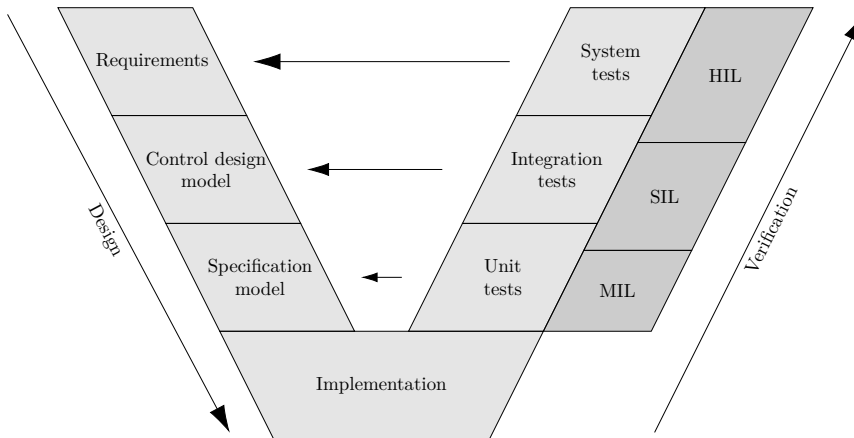 Requirements
System
tests
HIL
Control design
model
Integration
tests
SIL
Design
Verification
Specification
model
Unit
tests
MIL
Implementation